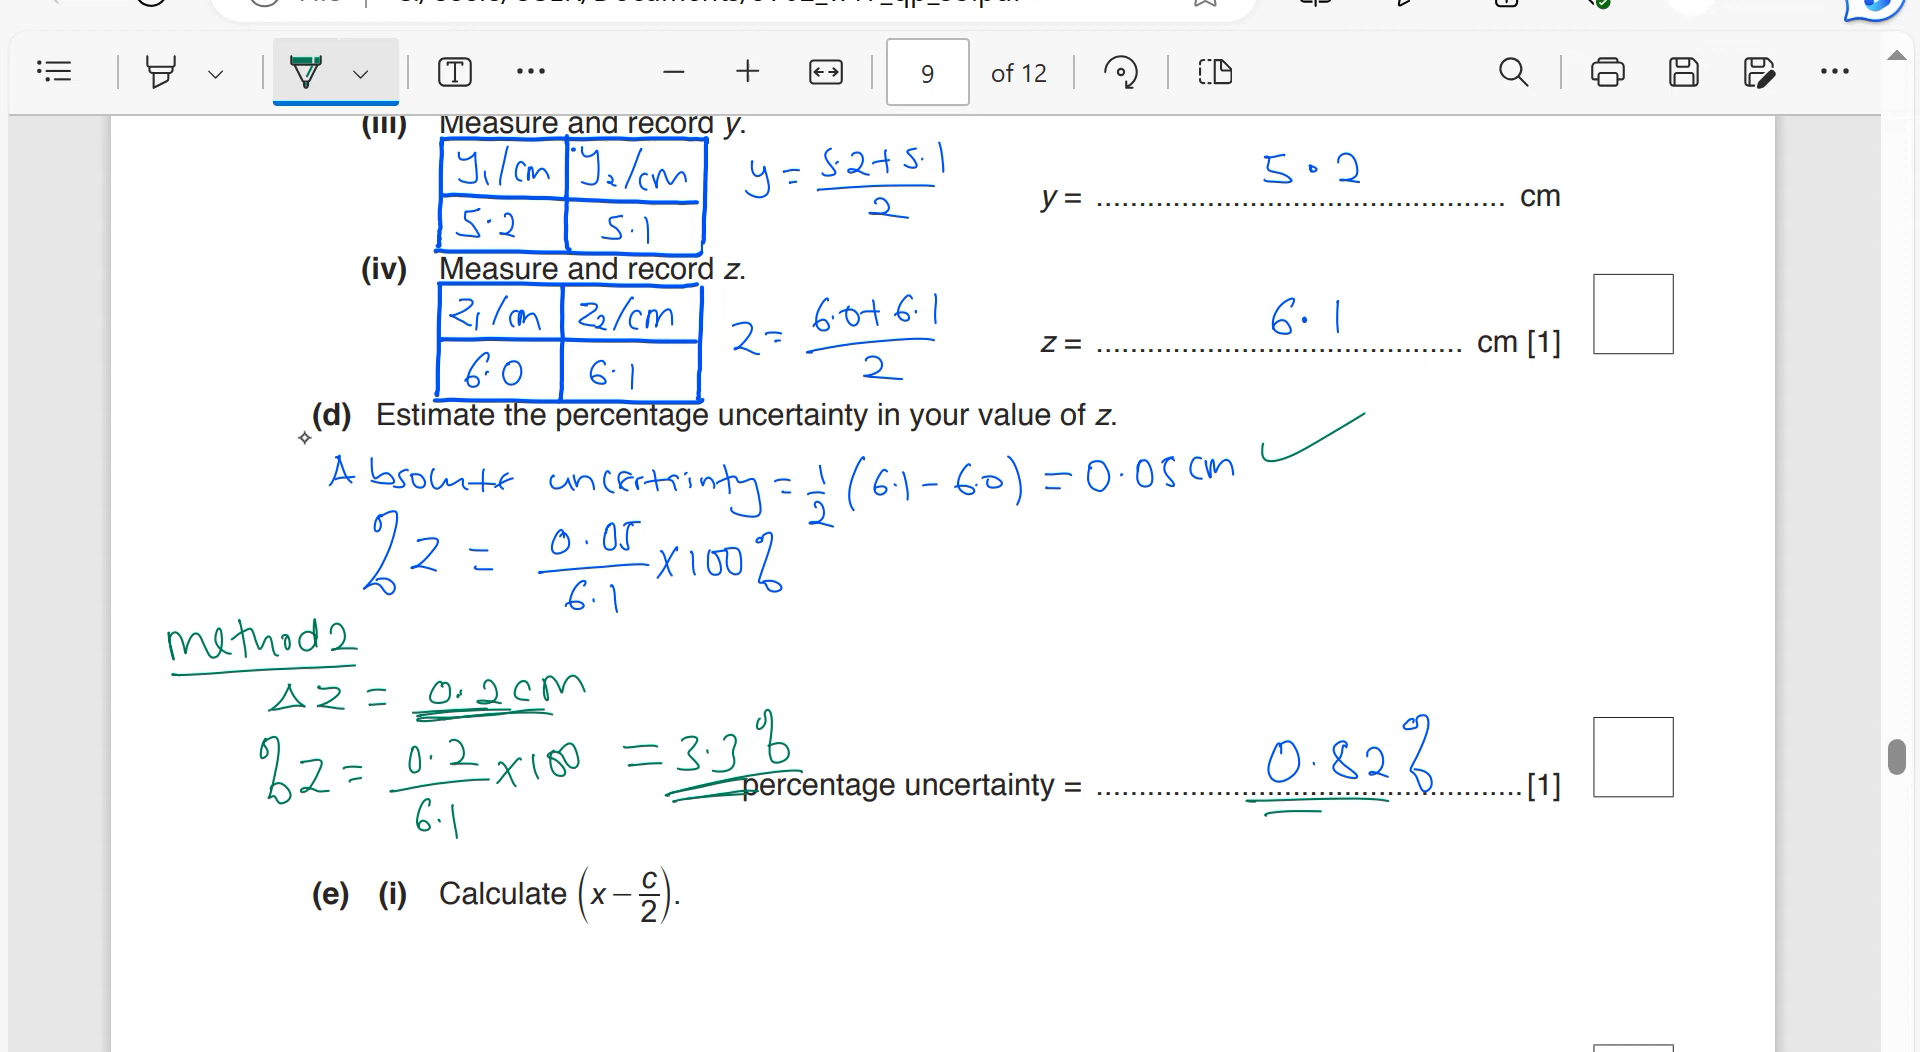 9 of 12
(iii) Measure and record y.
y₁/cm y₂/cm
5.2 5.1
y = (5.2+5.1)/2
5.2
y = .......................................... cm
(iv) Measure and record z.
z₁/cm z₂/cm
6.0 6.1
z = (6.0+6.1)/2
6.1
z = .......................................... cm [1]
(d) Estimate the percentage uncertainty in your value of z.
Absolute uncertainty = 1/2 (6.1 - 6.0) = 0.05 cm ✓
% z = 0.05/6.1 × 100%
method 2
Δz = 0.2cm
% z = 0.2/6.1 × 100 = 3.3%
0.82%
percentage uncertainty = .......................................... [1]
(e) (i) Calculate (x – c/2).